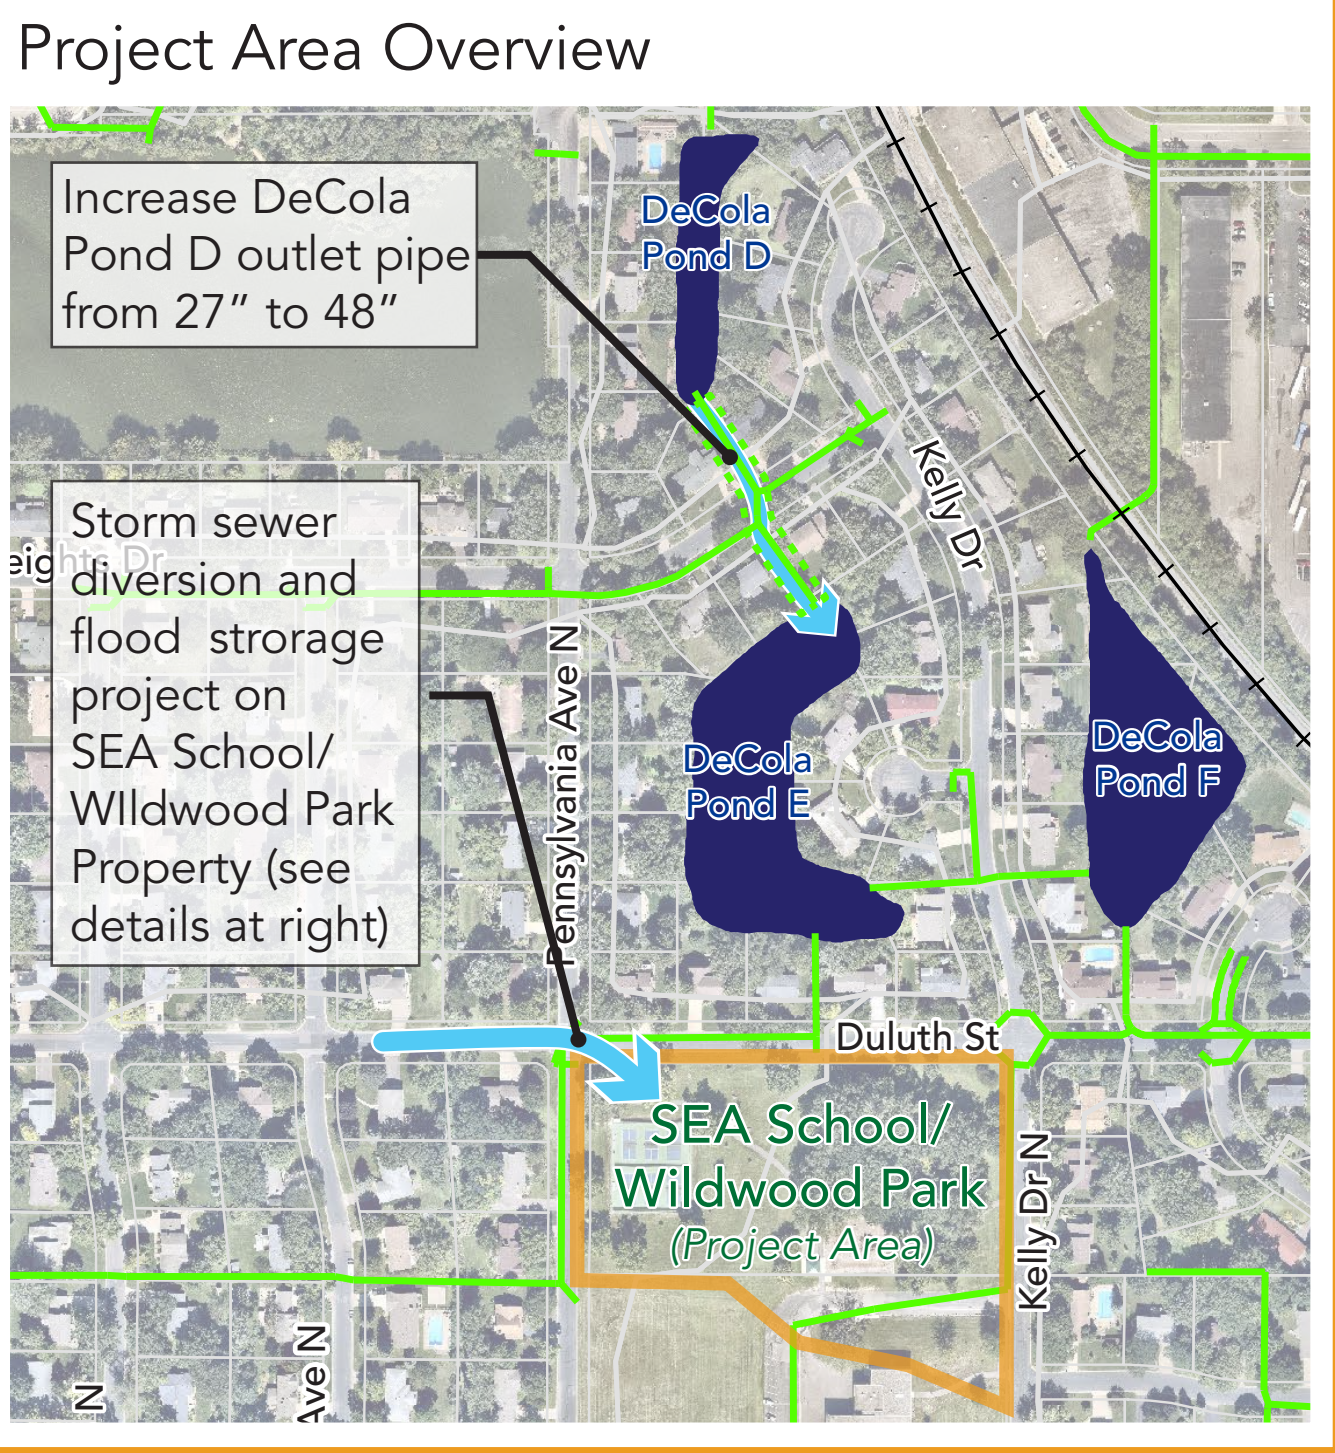 Project Area Overview
Increase DeCola
Pond D outlet pipe
from 27” to 48”
DeCola
Pond D
Kelly Dr
Storm sewer
diversion and
flood strorage
project on
SEA School/
WIldwood Park
Property (see
details at right)
eights Dr
Pennsylvania Ave N
DeCola
Pond E
DeCola
Pond F
Duluth St
SEA School/
Wildwood Park
(Project Area)
Kelly Dr N
Ave N
N